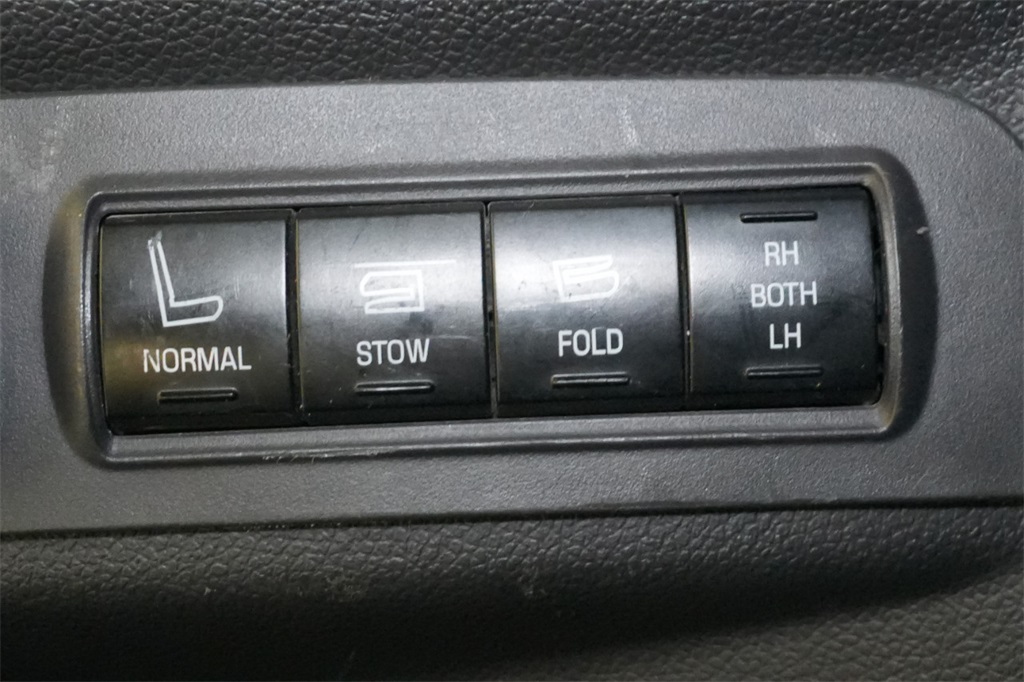 NORMAL
STOW
FOLD
RH
BOTH
LH